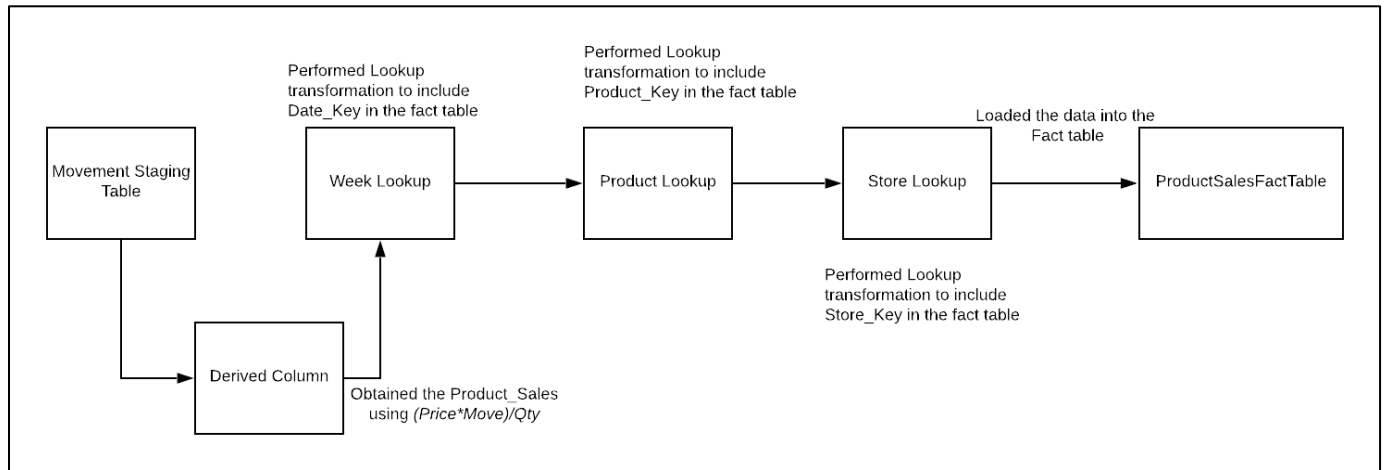 Performed Lookup
transformation to include
Date_Key in the fact table
Performed Lookup
transformation to include
Product_Key in the fact table
Loaded the data into the
Fact table
Movement Staging
Table
Week Lookup
Product Lookup
Store Lookup
ProductSalesFactTable
Performed Lookup
transformation to include
Store_Key in the fact table
Derived Column
Obtained the Product_Sales
using (Price*Move)/Qty